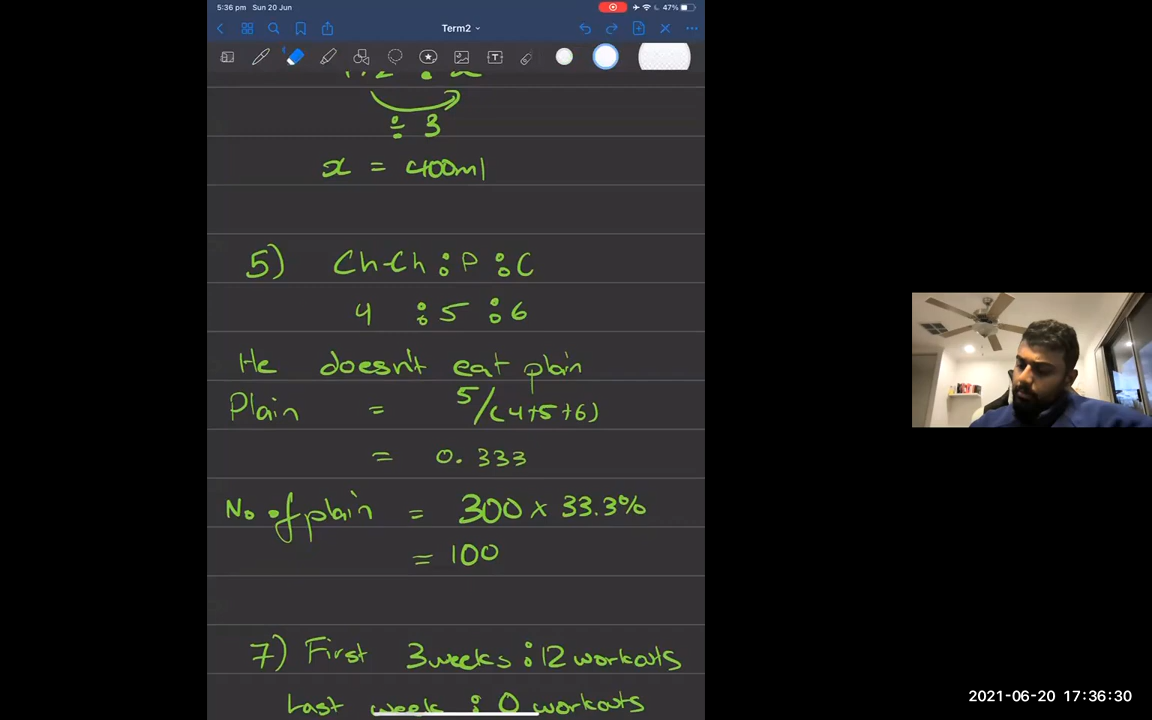 5:36 pm Sun 20 Jun
47%
Term2
÷ 3
x = 400ml
5) Ch-Ch : P : C
4 : 5 : 6
He doesn't eat plain
Plain = 5/(4+5+6)
= 0.333
No of plain = 300 x 33.3%
= 100
7) First 3 weeks : 12 workouts
Last week : 0 workouts
2021-06-20 17:36:30